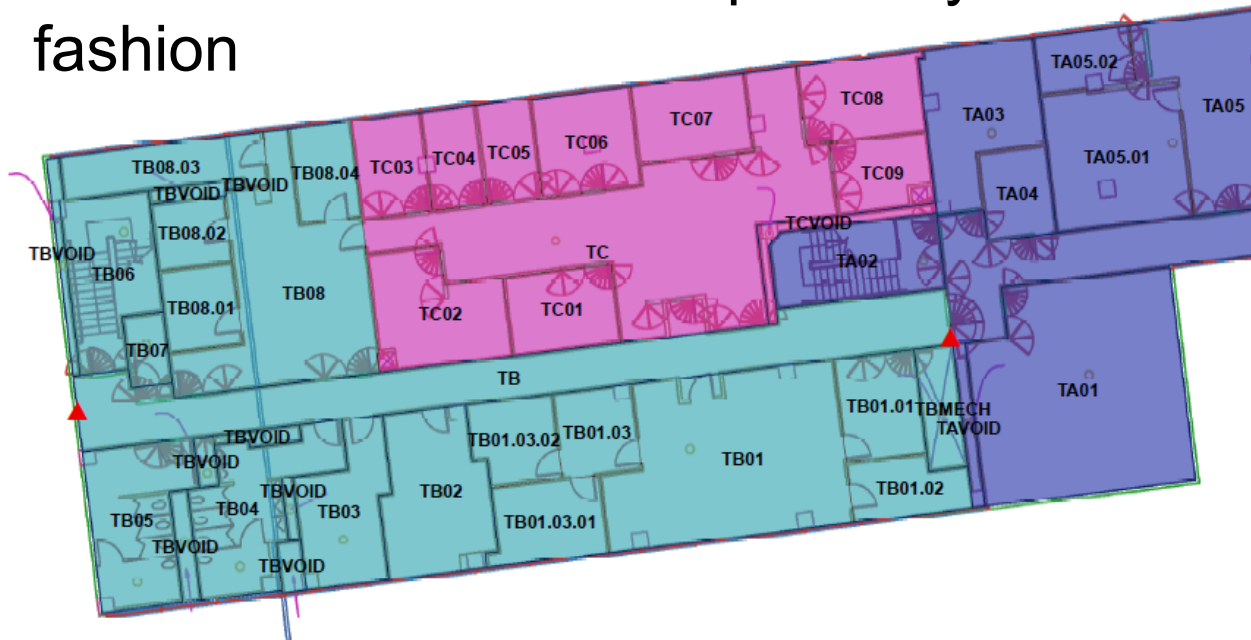 fashion
TA05.02
TC08
TA03
TA05
TC07
TC06
TC05
TC04
TC03
TA05.01
TB08.03
TB08.04
TC09
TBVOID
TBVOID
TA04
TCVOID
TB08.02
TBVOID
TC
TA02
TB06
TB08
TB08.01
TC02
TC01
TB07
TB
TA01
TB01.01
TBMECH
TAVOID
TBVOID
TB01.03.02
TB01.03
TBVOID
TB01
TBVOID
TB02
TB01.02
TB05
TB04
TB03
TB01.03.01
TBVOID
TBVOID